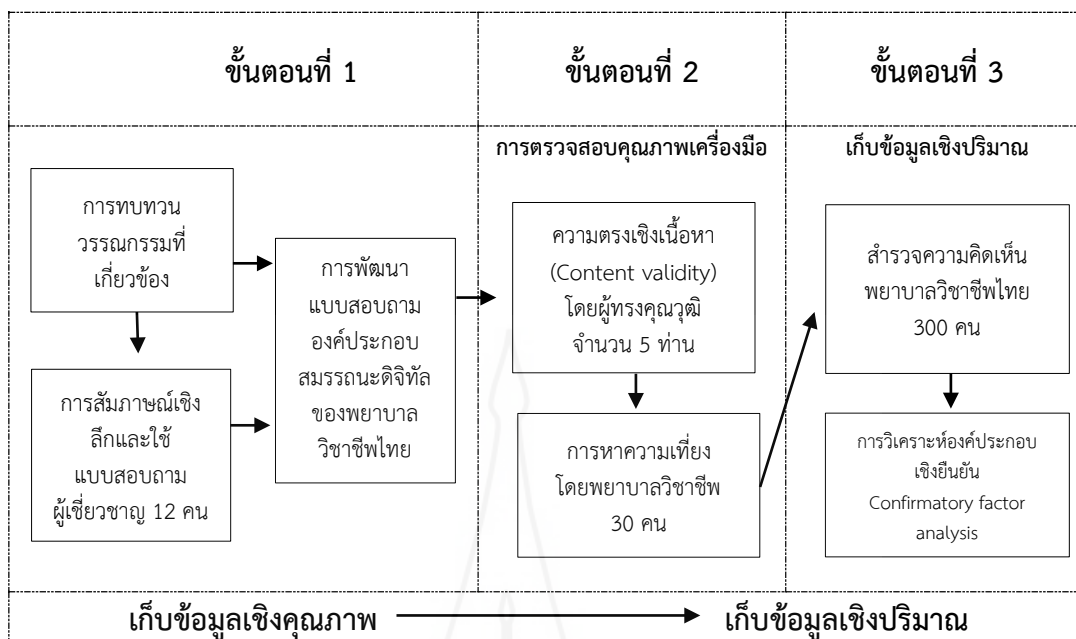 ขั้นตอนที่ 1
ขั้นตอนที่ 2
ขั้นตอนที่ 3
การทบทวน
วรรณกรรมที่
เกี่ยวข้อง
การสัมภาษณ์เชิง
ลึกและใช้
แบบสอบถาม
ผู้เชี่ยวชาญ 12 คน
การพัฒนา
แบบสอบถาม
องค์ประกอบ
สมรรถนะดิจิทัล
ของพยาบาล
วิชาชีพไทย
การตรวจสอบคุณภาพเครื่องมือ
ความตรงเชิงเนื้อหา
(Content validity)
โดยผู้ทรงคุณวุฒิ
จำนวน 5 ท่าน
การหาความเที่ยง
โดยพยาบาลวิชาชีพ
30 คน
เก็บข้อมูลเชิงปริมาณ
สำรวจความคิดเห็น
พยาบาลวิชาชีพไทย
300 คน
การวิเคราะห์องค์ประกอบ
เชิงยืนยัน
Confirmatory factor
analysis
เก็บข้อมูลเชิงคุณภาพ
เก็บข้อมูลเชิงปริมาณ